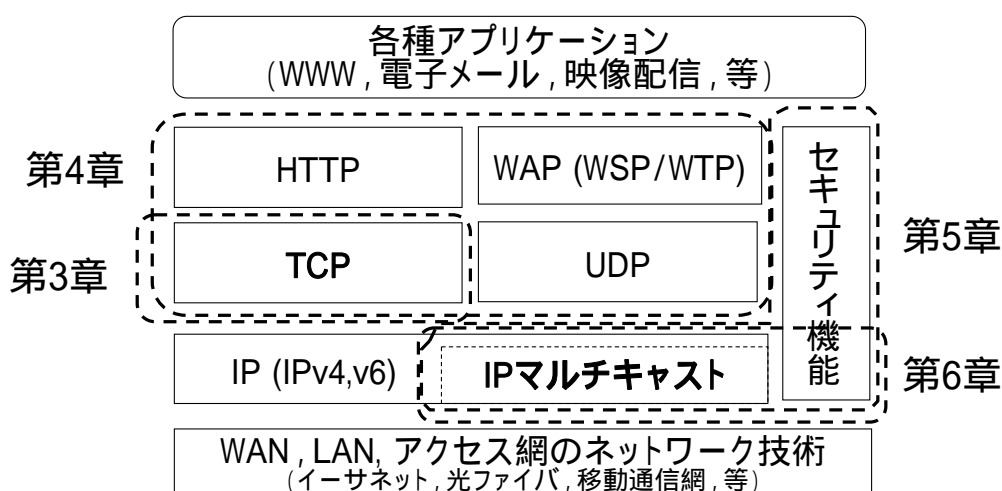 各種アプリケーション
(WWW , 電子メール , 映像配信 , 等)
第4章
HTTP
WAP (WSP/WTP)
セキュリティ機能
第3章
TCP
UDP
第5章
IP (IPv4,v6)
IPマルチキャスト
第6章
WAN , LAN, アクセス網のネットワーク技術
(イーサネット , 光ファイバ , 移動通信網 , 等)